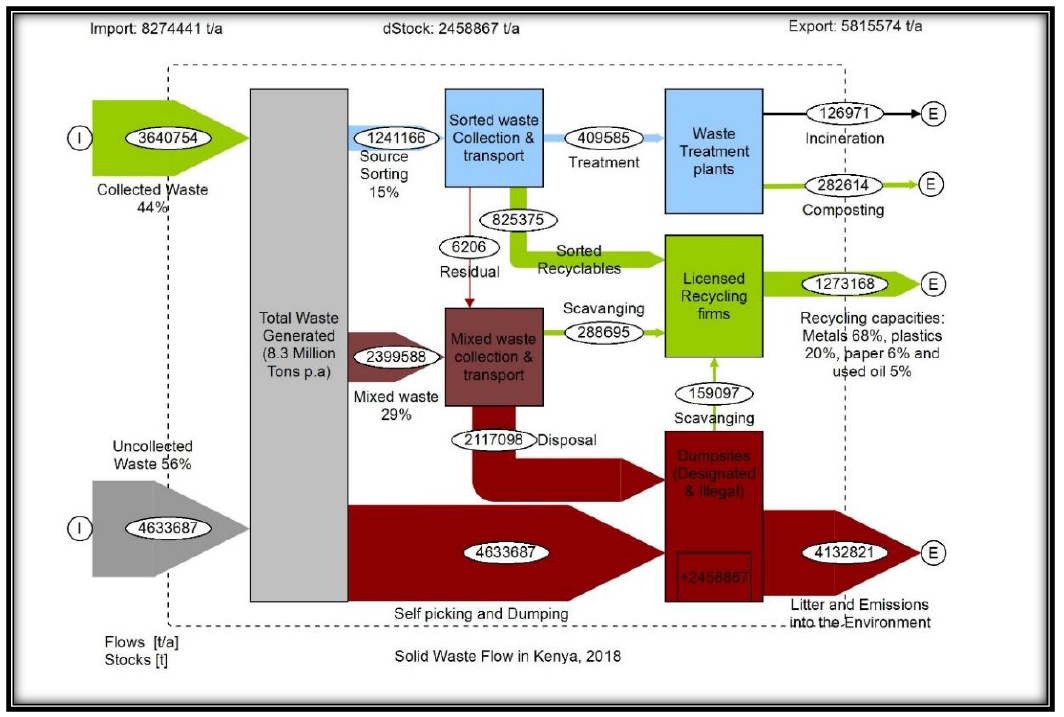 Import: 8274441 t/a
dStock: 2458867 t/a
Export: 5815574 t/a
I
3640754
Collected Waste
44%
Uncollected
Waste 56%
I
4633687
Total Waste
Generated
(8.3 Million
Tons p.a)
1241166
Source
Sorting
15%
2399588
Mixed waste
29%
4633687
Self picking and Dumping
Sorted waste
Collection &
transport
409585
Treatment
825375
Sorted
Recyclables
6206
Residual
Mixed waste
collection &
transport
Scavanging
288695
2117098
Disposal
Waste
Treatment
plants
126971
Incineration
E
282614
Composting
E
Licensed
Recycling
firms
1273168
E
Recycling capacities:
Metals 68%, plastics
20%, paper 6% and
used oil 5%
159097
Scavanging
Dumpsites
(Designated
& Illegal)
+2458867
4132821
E
Litter and Emissions
into the Environment
Flows [t/a]
Stocks [t]
Solid Waste Flow in Kenya, 2018